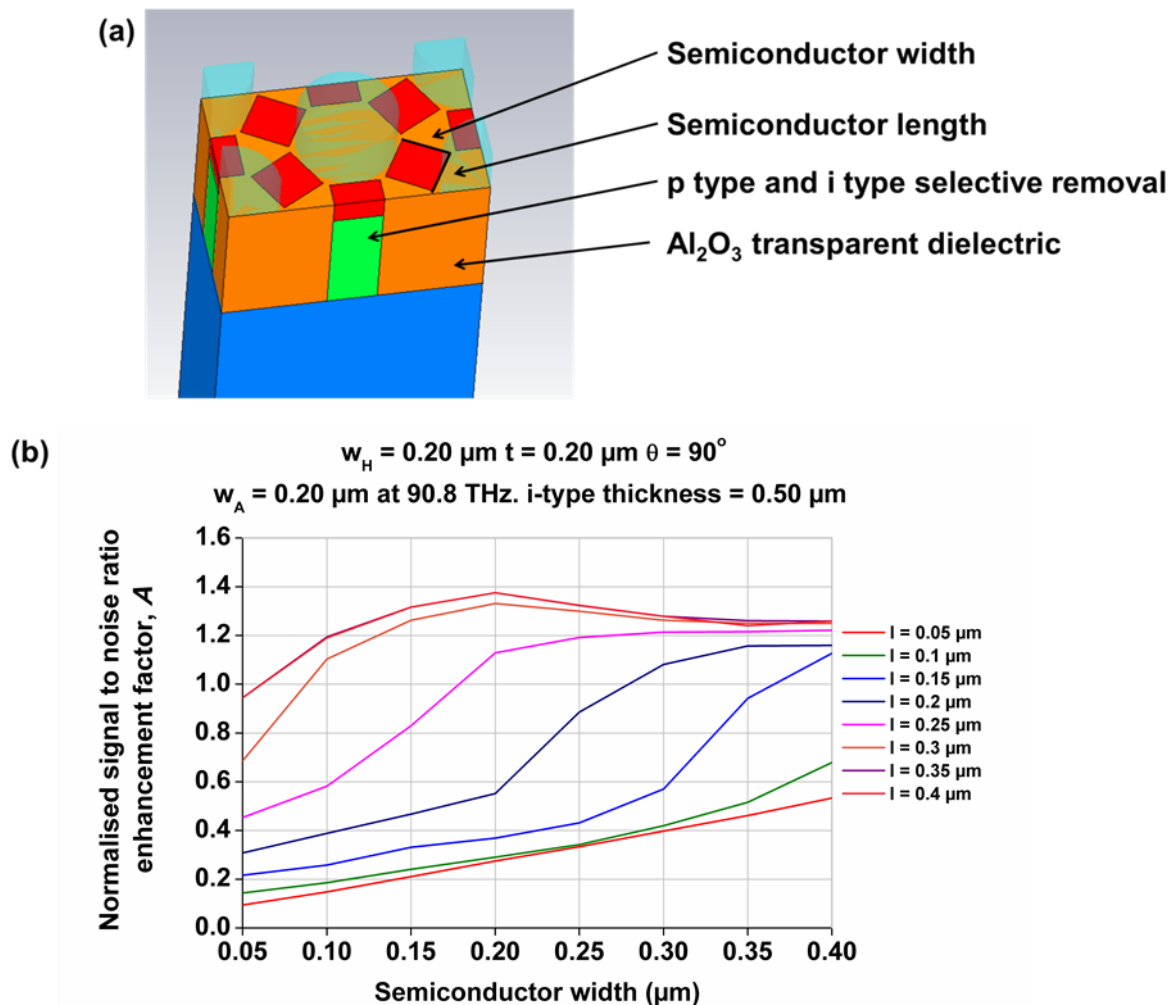 (a)
Semiconductor width
Semiconductor length
p type and i type selective removal
Al₂O₃ transparent dielectric
(b)
w_H = 0.20 µm t = 0.20 µm θ = 90°
w_A = 0.20 µm at 90.8 THz. i-type thickness = 0.50 µm
Normalised signal to noise ratio
enhancement factor, A
1.6
1.4
1.2
1.0
0.8
0.6
0.4
0.2
0.0
0.05 0.10 0.15 0.20 0.25 0.30 0.35 0.40
Semiconductor width (µm)
l = 0.05 µm
l = 0.1 µm
l = 0.15 µm
l = 0.2 µm
l = 0.25 µm
l = 0.3 µm
l = 0.35 µm
l = 0.4 µm